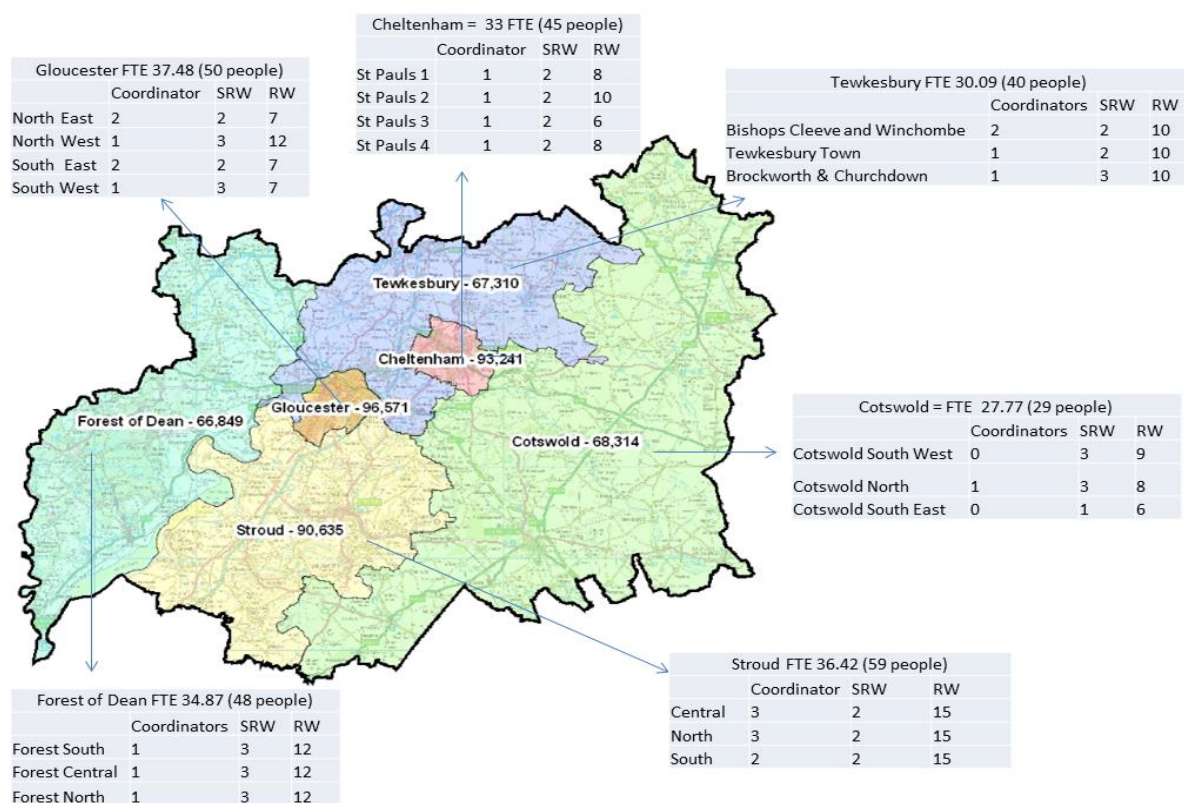 Cheltenham = 33 FTE (45 people)
Coordinator SRW RW
St Pauls 1 1 2 8
St Pauls 2 1 2 10
St Pauls 3 1 2 6
St Pauls 4 1 2 8
Gloucester FTE 37.48 (50 people)
Coordinator SRW RW
North East 2 2 7
North West 1 3 12
South East 2 2 7
South West 1 3 7
Tewkesbury FTE 30.09 (40 people)
Coordinators SRW RW
Bishops Cleeve and Winchombe 2 2 10
Tewkesbury Town 1 2 10
Brockworth & Churchdown 1 3 10
Tewkesbury - 67,310
Cheltenham - 93,241
Gloucester - 96,571
Forest of Dean - 66,849
Cotswold - 68,314
Stroud - 90,635
Cotswold = FTE 27.77 (29 people)
Coordinators SRW RW
Cotswold South West 0 3 9
Cotswold North 1 3 8
Cotswold South East 0 1 6
Stroud FTE 36.42 (59 people)
Coordinator SRW RW
Central 3 2 15
North 3 2 15
South 2 2 15
Forest of Dean FTE 34.87 (48 people)
Coordinators SRW RW
Forest South 1 3 12
Forest Central 1 3 12
Forest North 1 3 12